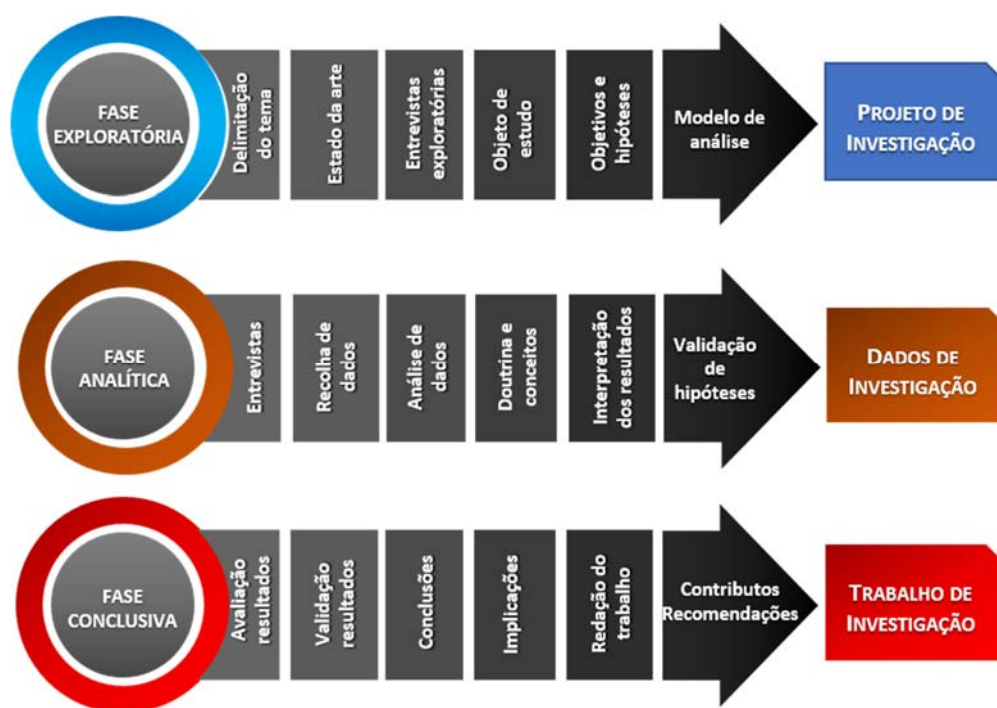 FASE
EXPLORATÓRIA
Delimitação
do tema
Estado da arte
Entrevistas
exploratórias
Objeto de
estudo
Objetivos e
hipóteses
Modelo de
análise
PROJETO DE
INVESTIGAÇÃO
FASE
ANALÍTICA
Entrevistas
Recolha de
dados
Análise de
dados
Doutrina e
conceitos
Interpretação
dos resultados
Validação
de
hipóteses
DADOS DE
INVESTIGAÇÃO
FASE
CONCLUSIVA
Avaliação
resultados
Validação
resultados
Conclusões
Implicações
Redação do
trabalho
Contributos
Recomendações
TRABALHO DE
INVESTIGAÇÃO